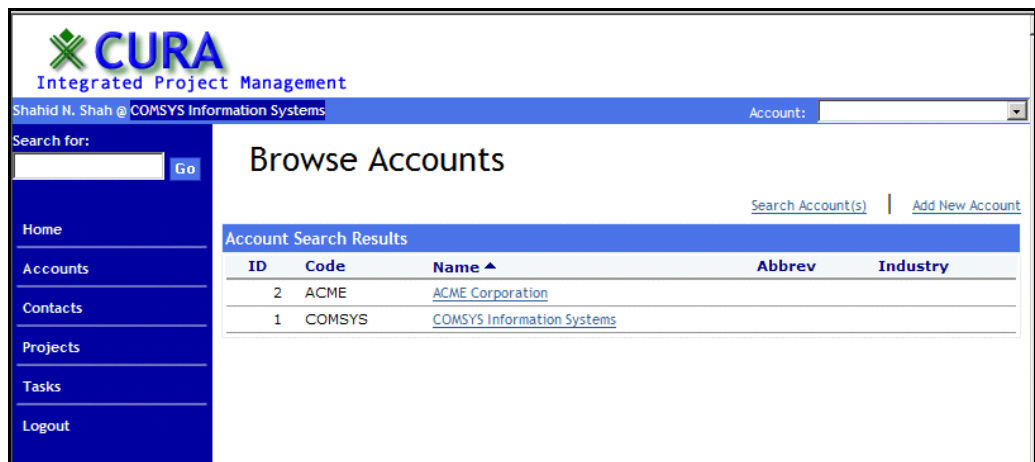 CURA
Integrated Project Management
Shahid N. Shah @ COMSYS Information Systems Account:
Search for:
Go
Browse Accounts
Search Account(s) | Add New Account
Home
Accounts
Contacts
Projects
Tasks
Logout
Account Search Results
ID Code Name Abbrev Industry
2 ACME ACME Corporation
1 COMSYS COMSYS Information Systems